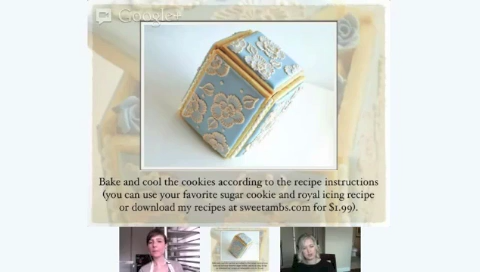 Google+
Bake and cool the cookies according to the recipe instructions
(you can use your favorite sugar cookie and royal icing recipe
or download my recipes at sweetambs.com for $1.99).